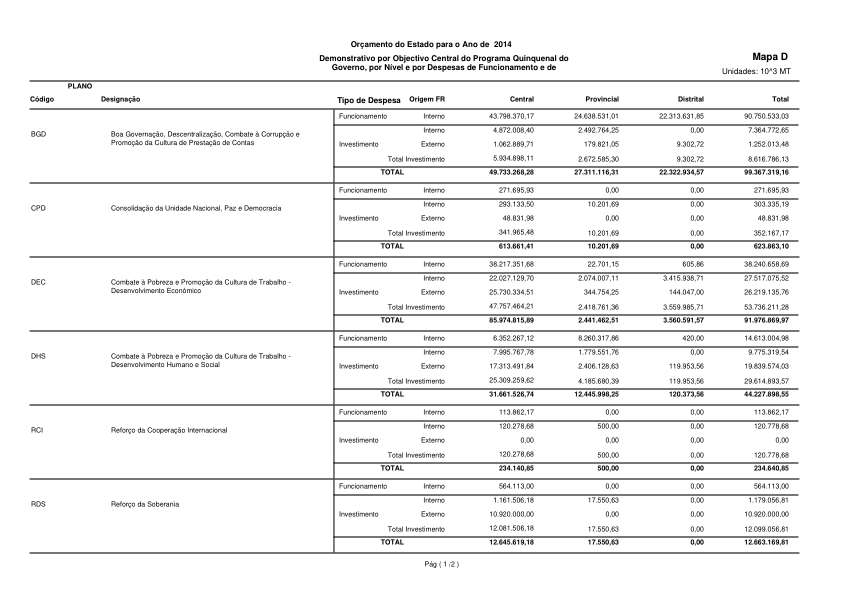 Orçamento do Estado para o Ano de 2014
Demonstrativo por Objectivo Central do Programa Quinquenal do
Governo, por Nível e por Despesas de Funcionamento e de
Mapa D
Unidades: 10^3 MT
PLANO
Código Designação Tipo de Despesa Origem FR Central Provincial Distrital Total
Funcionamento Interno 43.798.370,17 24.638.531,01 22.313.631,85 90.750.533,03
Interno 4.872.008,40 2.492.764,25 0,00 7.364.772,65
BGD Boa Governação, Descentralização, Combate à Corrupção e
Promoção da Cultura de Prestação de Contas
Investimento Externo 1.062.889,71 179.821,05 9.302,72 1.252.013,48
Total Investimento 5.934.898,11 2.672.585,30 9.302,72 8.616.786,13
TOTAL 49.733.268,28 27.311.116,31 22.322.934,57 99.367.319,16
Funcionamento Interno 271.695,93 0,00 0,00 271.695,93
Interno 293.133,50 10.201,69 0,00 303.335,19
CPD Consolidação da Unidade Nacional, Paz e Democracia
Investimento Externo 48.831,98 0,00 0,00 48.831,98
Total Investimento 341.965,48 10.201,69 0,00 352.167,17
TOTAL 613.661,41 10.201,69 0,00 623.863,10
Funcionamento Interno 38.217.351,68 22.701,15 605,86 38.240.658,69
Interno 22.027.129,70 2.074.007,11 3.415.938,71 27.517.075,52
DEC Combate à Pobreza e Promoção da Cultura de Trabalho -
Desenvolvimento Económico
Investimento Externo 25.730.334,51 344.754,25 144.047,00 26.219.135,76
Total Investimento 47.757.464,21 2.418.761,36 3.559.985,71 53.736.211,28
TOTAL 85.974.815,89 2.441.462,51 3.560.591,57 91.976.869,97
Funcionamento Interno 6.352.267,12 8.260.317,86 420,00 14.613.004,98
Interno 7.995.767,78 1.779.551,76 0,00 9.775.319,54
DHS Combate à Pobreza e Promoção da Cultura de Trabalho -
Desenvolvimento Humano e Social
Investimento Externo 17.313.491,84 2.406.128,63 119.953,56 19.839.574,03
Total Investimento 25.309.259,62 4.185.680,39 119.953,56 29.614.893,57
TOTAL 31.661.526,74 12.445.998,25 120.373,56 44.227.898,55
Funcionamento Interno 113.862,17 0,00 0,00 113.862,17
Interno 120.278,68 500,00 0,00 120.778,68
RCI Reforço da Cooperação Internacional
Investimento Externo 0,00 0,00 0,00 0,00
Total Investimento 120.278,68 500,00 0,00 120.778,68
TOTAL 234.140,85 500,00 0,00 234.640,85
Funcionamento Interno 564.113,00 0,00 0,00 564.113,00
Interno 1.161.506,18 17.550,63 0,00 1.179.056,81
RDS Reforço da Soberania
Investimento Externo 10.920.000,00 0,00 0,00 10.920.000,00
Total Investimento 12.081.506,18 17.550,63 0,00 12.099.056,81
TOTAL 12.645.619,18 17.550,63 0,00 12.663.169,81
Pág ( 1 /2 )